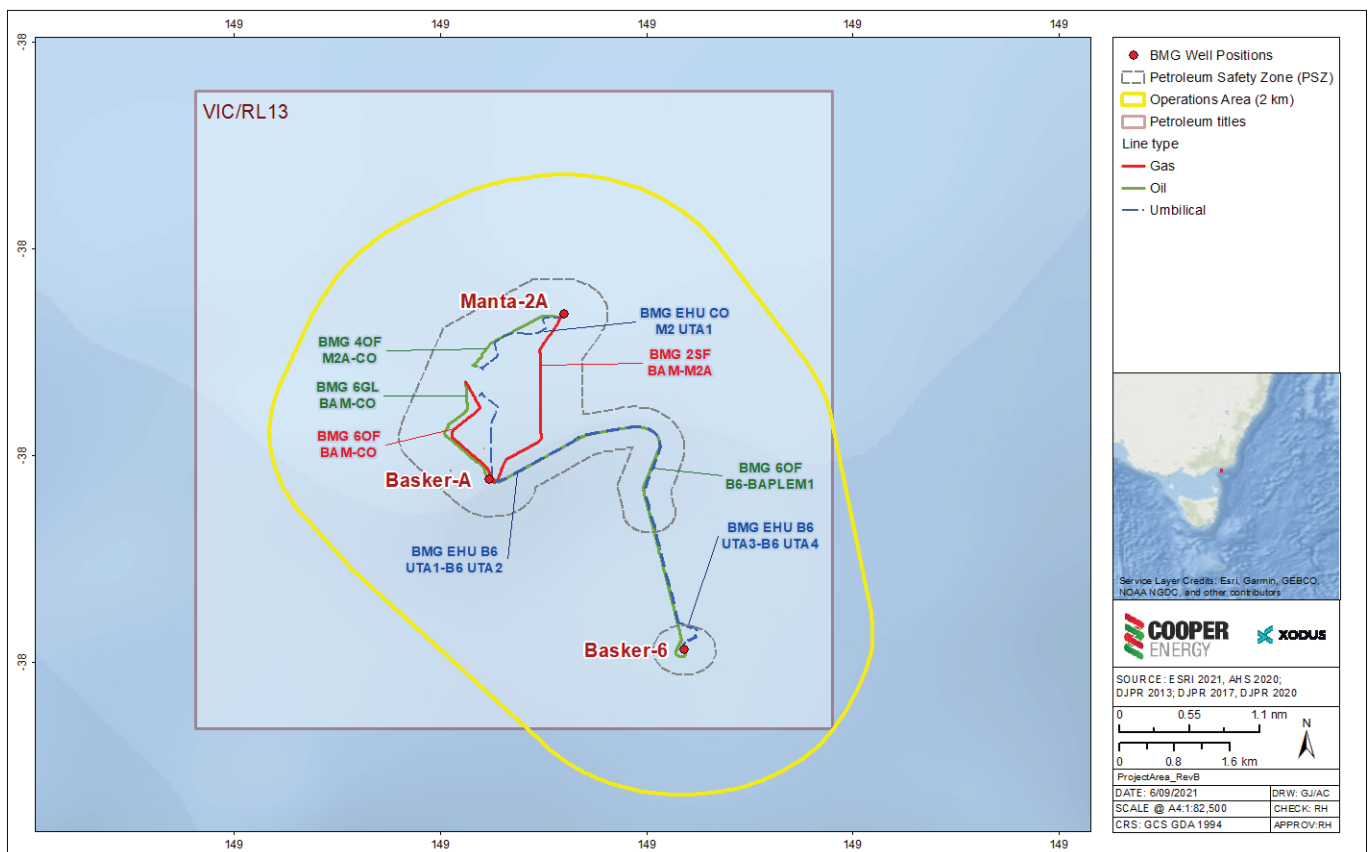 149 149 149 149 149
-38
-38
-38
-38
VIC/RL13
Manta-2A
BMG EHU CO
M2 UTA1
BMG 4OF
M2A-CO
BMG 2SF
BAM-M2A
BMG 6GL
BAM-CO
BMG 6OF
BAM-CO
Basker-A
BMG 6OF
B6-BAPLEM1
BMG EHU B6
UTA1-B6 UTA2
BMG EHU B6
UTA3-B6 UTA4
Basker-6
149 149 149 149 149
BMG Well Positions
Petroleum Safety Zone (PSZ)
Operations Area (2 km)
Petroleum titles
Line type
Gas
Oil
Umbilical
Service Layer Credits: Esri, Garmin, GEBCO,
NOAA NGDC, and other contributors
COOPER
ENERGY
XODUS
SOURCE: ESRI 2021, AHS 2020;
DJPR 2013; DJPR 2017, DJPR 2020
0 0.55 1.1 nm
N
0 0.8 1.6 km
ProjectArea_RevB
DATE: 6/09/2021 DRW: GJ/AC
SCALE @ A4:1:82,500 CHECK: RH
CRS: GCS GDA 1994 APPROV:RH